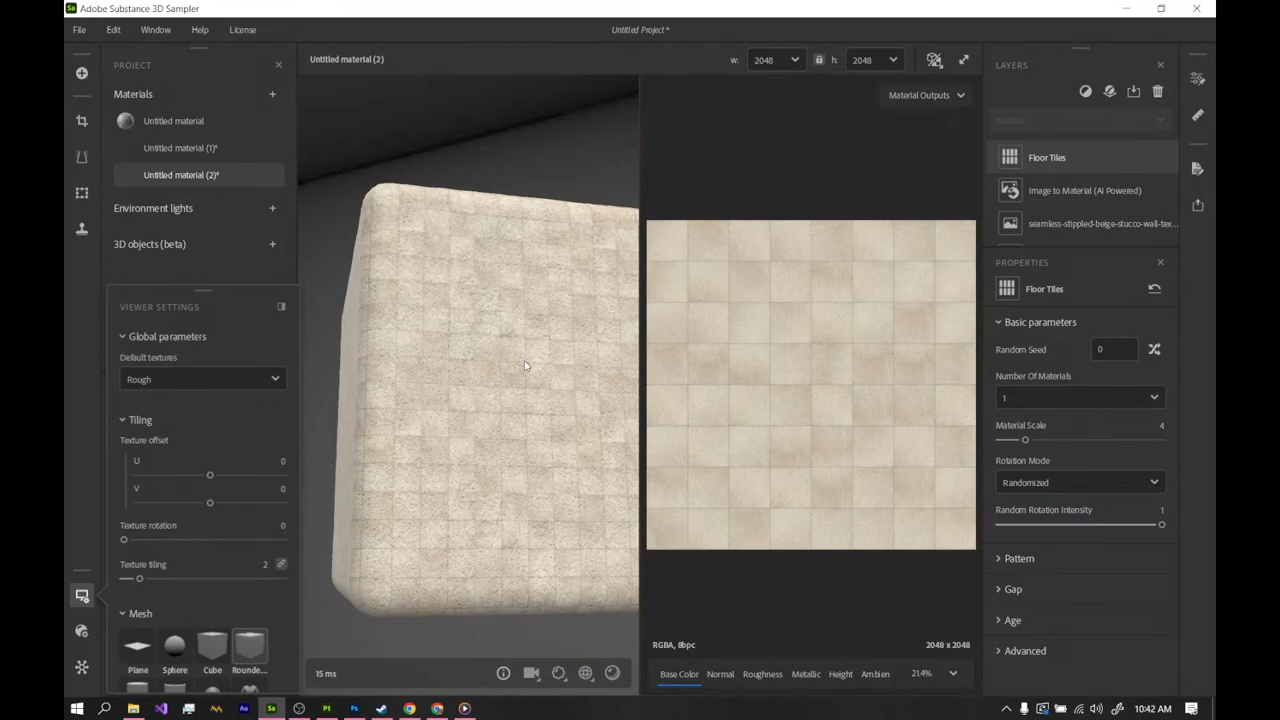 Sa Adobe Substance 3D Sampler
File Edit Window Help License Untitled Project *
PROJECT
Materials
Untitled material
Untitled material (1)*
Untitled material (2)*
Environment lights
3D objects (beta)
VIEWER SETTINGS
Global parameters
Default textures
Rough
Tiling
Texture offset
U 0
V 0
Texture rotation 0
Texture tiling 2
Mesh
Plane Sphere Cube Rounde...
Untitled material (2) w: 2048 h: 2048
Material Outputs
15 ms
RGBA, 8bpc 2048 x 2048
Base Color Normal Roughness Metallic Height Ambien 21.4%
LAYERS
Normal
Floor Tiles
Image to Material (AI Powered)
seamless-stippled-beige-stucco-wall-tex...
PROPERTIES
Floor Tiles
Basic parameters
Random Seed 0
Number Of Materials
1
Material Scale 4
Rotation Mode
Randomized
Random Rotation Intensity 1
Pattern
Gap
Age
Advanced
Au Sa Pt Ps
10:42 AM